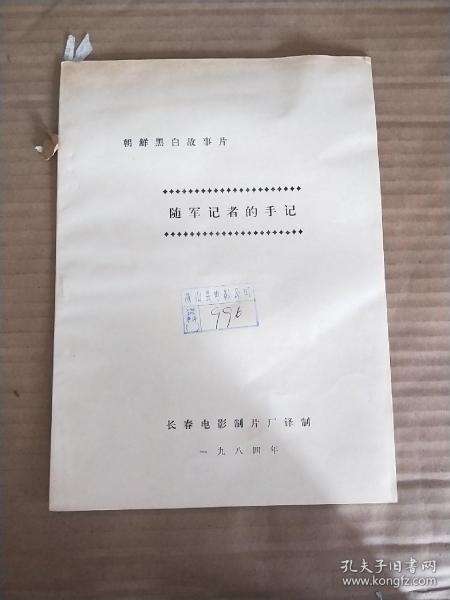 朝鲜黑白故事片
随军记者的手记
996
长春电影制片厂译制
一九八四年
孔夫子旧书网
www.kongfz.com